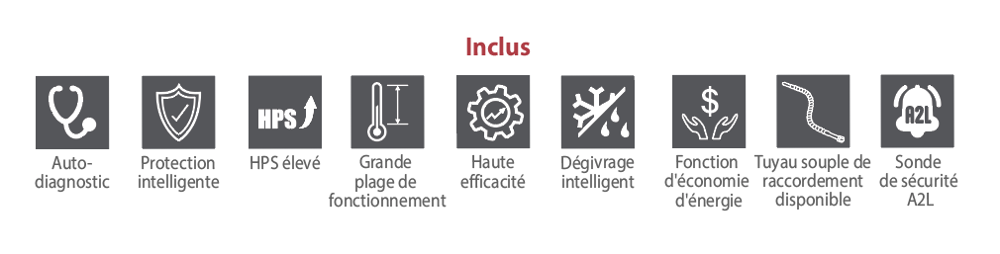 Inclus
HPS
$
A2L
Auto-
diagnostic
Protection
intelligente
HPS élevé
Grande
plage de
fonctionnement
Haute
efficacité
Dégivrage
intelligent
Fonction
d'économie
d'énergie
Tuyau souple de
raccordement
disponible
Sonde
de sécurité
A2L